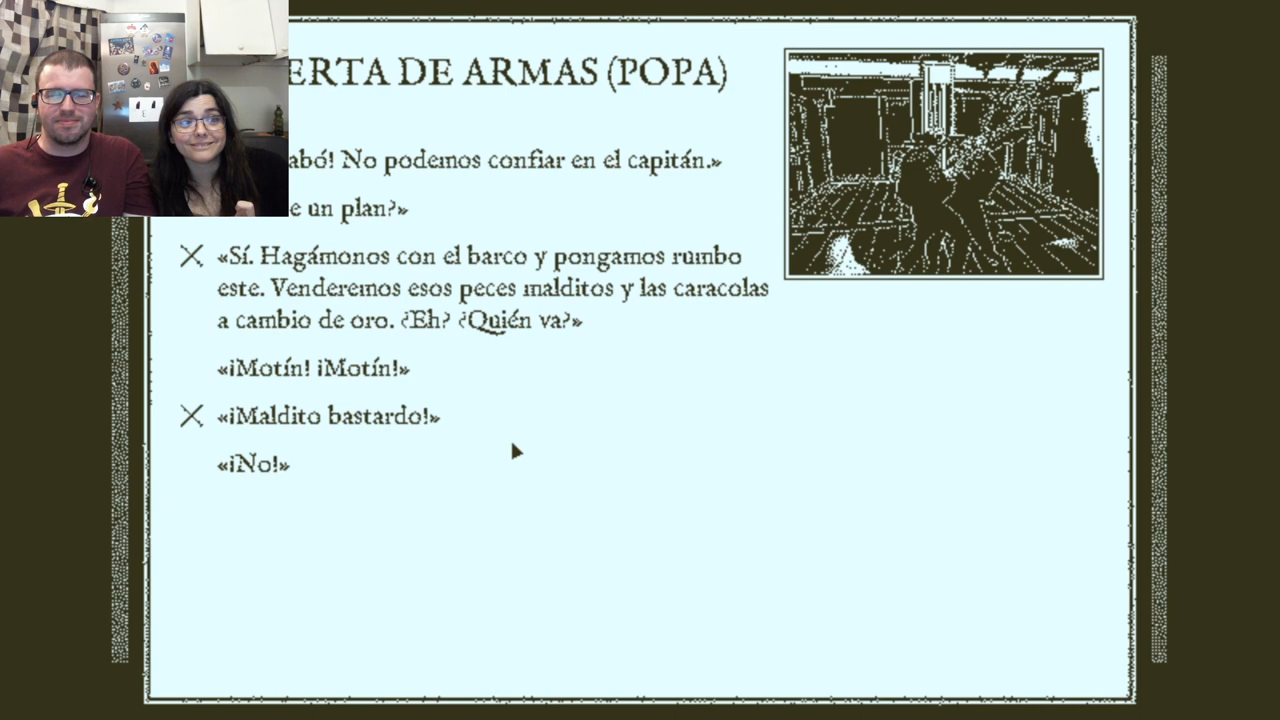 ERTA DE ARMAS (POPA)
abó! No podemos confiar en el capitán.»
e un plan?»
«Sí. Hagámonos con el barco y pongamos rumbo
este. Venderemos esos peces malditos y las caracolas
a cambio de oro. ¿Eh? ¿Quién va?»
«¡Motín! ¡Motín!»
«¡Maldito bastardo!»
«¡No!»